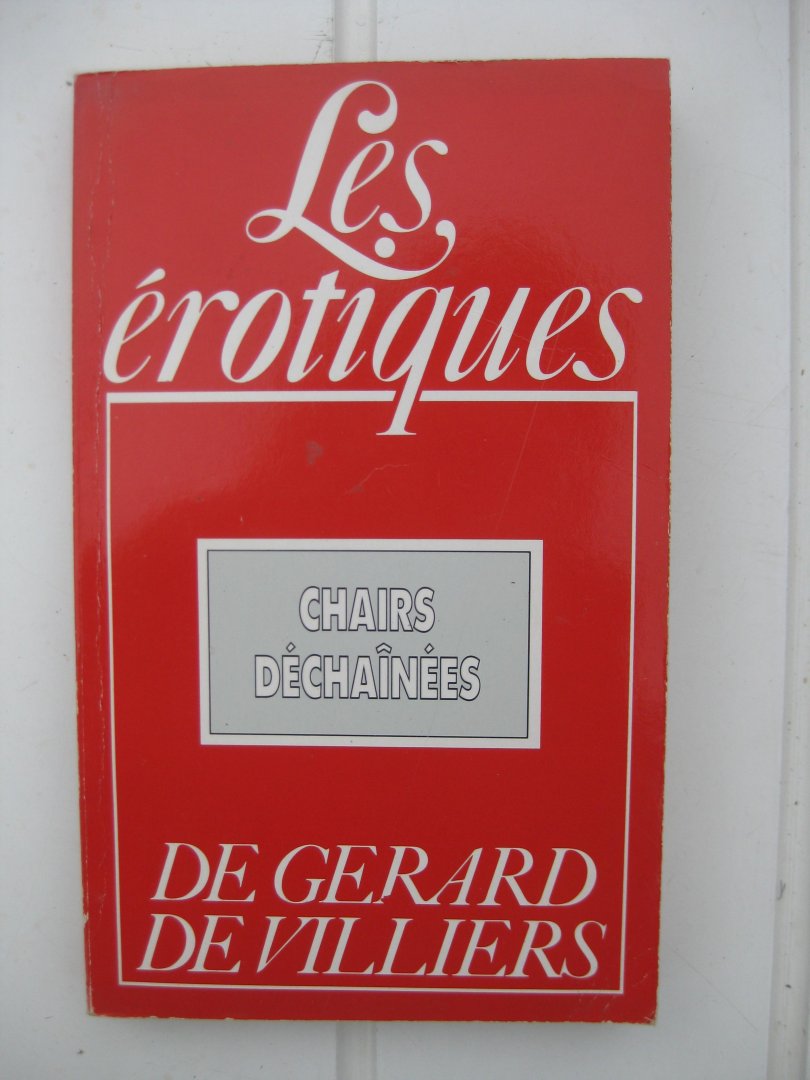 Les
érotiques
CHAIRS
DÉCHAÎNÉES
DE GERARD
DE VILLIERS